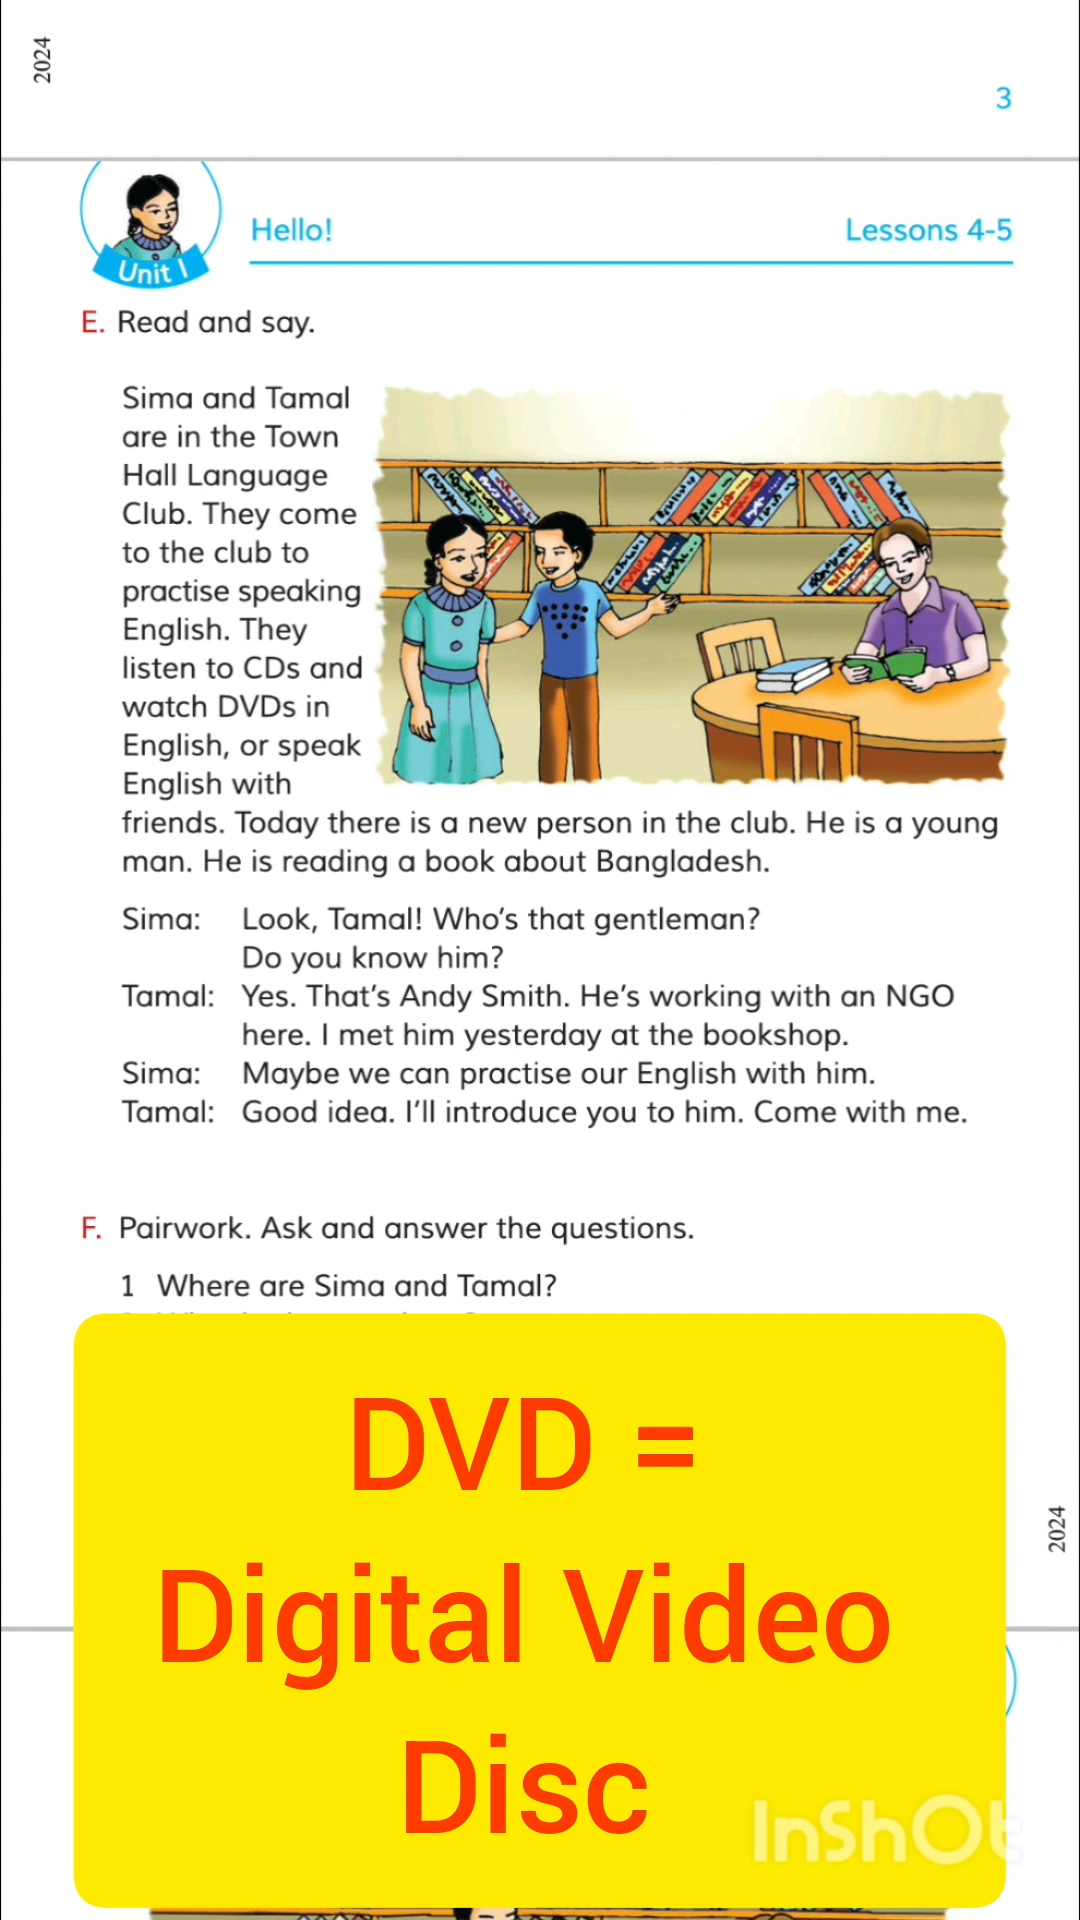 2024
3
Unit 1
Hello!
Lessons 4-5
E. Read and say.
Sima and Tamal
are in the Town
Hall Language
Club. They come
to the club to
practise speaking
English. They
listen to CDs and
watch DVDs in
English, or speak
English with
friends. Today there is a new person in the club. He is a young
man. He is reading a book about Bangladesh.
Sima: Look, Tamal! Who's that gentleman?
Do you know him?
Tamal: Yes. That's Andy Smith. He's working with an NGO
here. I met him yesterday at the bookshop.
Sima: Maybe we can practise our English with him.
Tamal: Good idea. I'll introduce you to him. Come with me.
F. Pairwork. Ask and answer the questions.
1 Where are Sima and Tamal?
DVD =
Digital Video
Disc
2024
InShOt